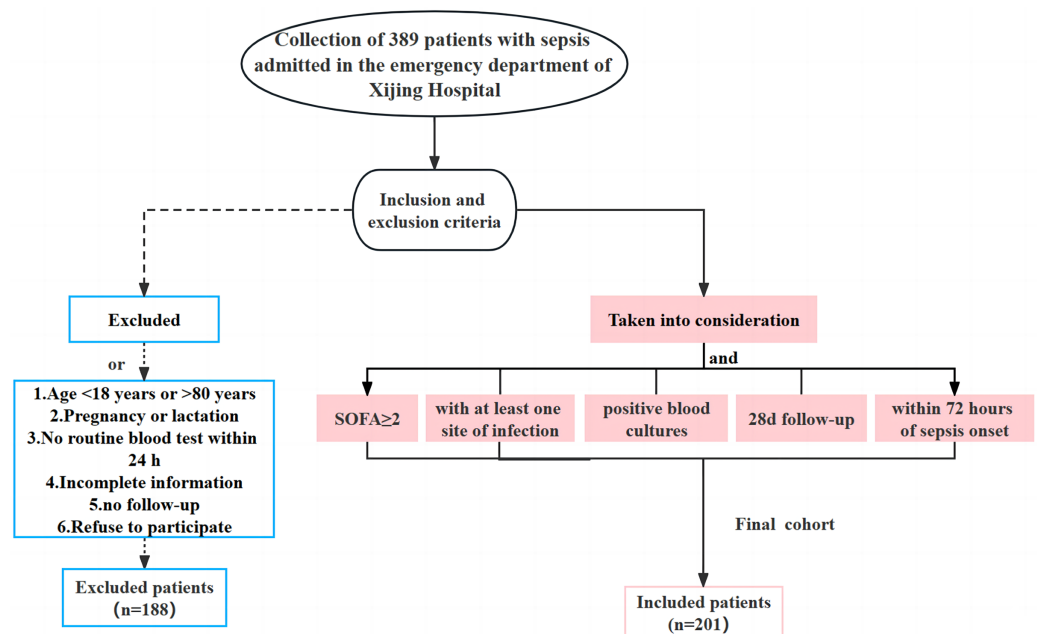 Collection of 389 patients with sepsis
admitted in the emergency department of
Xijing Hospital
Inclusion and
exclusion criteria
Excluded
Taken into consideration
or
and
1.Age <18 years or >80 years
2.Pregnancy or lactation
3.No routine blood test within
24 h
4.Incomplete information
5.no follow-up
6.Refuse to participate
SOFA≥2
with at least one
site of infection
positive blood
cultures
28d follow-up
within 72 hours
of sepsis onset
Final cohort
Excluded patients
(n=188)
Included patients
(n=201)